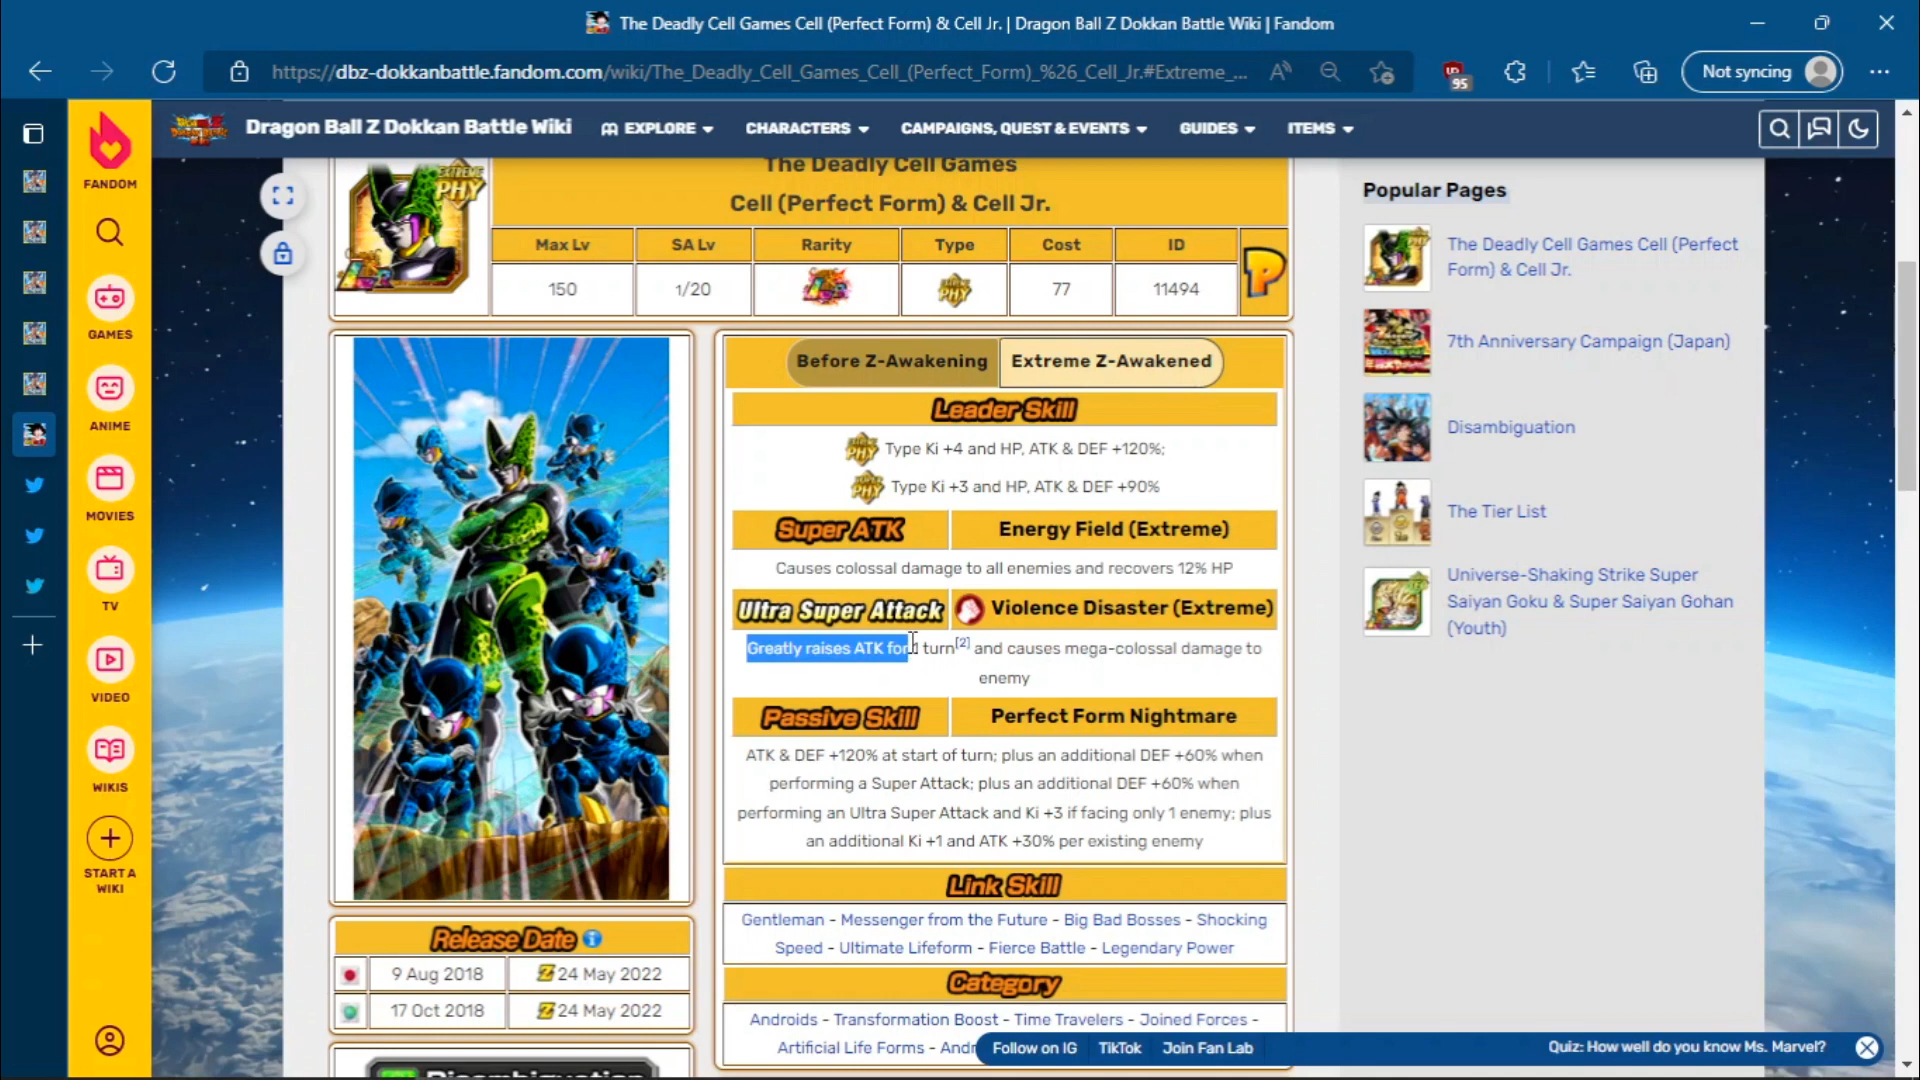 The Deadly Cell Games Cell (Perfect Form) & Cell Jr. | Dragon Ball Z Dokkan Battle Wiki | Fandom
https://dbz-dokkanbattle.fandom.com/wiki/The_Deadly_Cell_Games_Cell_(Perfect_Form)_%26_Cell_Jr.#Extreme_...
95
Not syncing
FANDOM
GAMES
ANIME
MOVIES
TV
VIDEO
WIKIS
START A
WIKI
Dragon Ball Z Dokkan Battle Wiki
EXPLORE
CHARACTERS
CAMPAIGNS, QUEST & EVENTS
GUIDES
ITEMS
The Deadly Cell Games
Cell (Perfect Form) & Cell Jr.
EXTREME
PHY
Max Lv
SA Lv
Rarity
Type
Cost
ID
150
1/20
LR
PHY
77
11494
P
Before Z-Awakening
Extreme Z-Awakened
Leader Skill
PHY Type Ki +4 and HP, ATK & DEF +120%;
SUPER PHY Type Ki +3 and HP, ATK & DEF +90%
Super ATK
Energy Field (Extreme)
Causes colossal damage to all enemies and recovers 12% HP
Ultra Super Attack
Violence Disaster (Extreme)
Greatly raises ATK for 1 turn[2] and causes mega-colossal damage to
enemy
Passive Skill
Perfect Form Nightmare
ATK & DEF +120% at start of turn; plus an additional DEF +60% when
performing a Super Attack; plus an additional DEF +60% when
performing an Ultra Super Attack and Ki +3 if facing only 1 enemy; plus
an additional Ki +1 and ATK +30% per existing enemy
Link Skill
Gentleman - Messenger from the Future - Big Bad Bosses - Shocking
Speed - Ultimate Lifeform - Fierce Battle - Legendary Power
Category
Androids - Transformation Boost - Time Travelers - Joined Forces -
Artificial Life Forms - Andr
Release Date
9 Aug 2018
Z 24 May 2022
17 Oct 2018
Z 24 May 2022
Disambiguation
Popular Pages
The Deadly Cell Games Cell (Perfect
Form) & Cell Jr.
7th Anniversary Campaign (Japan)
Disambiguation
The Tier List
Universe-Shaking Strike Super
Saiyan Goku & Super Saiyan Gohan
(Youth)
Follow on IG
TikTok
Join Fan Lab
Quiz: How well do you know Ms. Marvel?